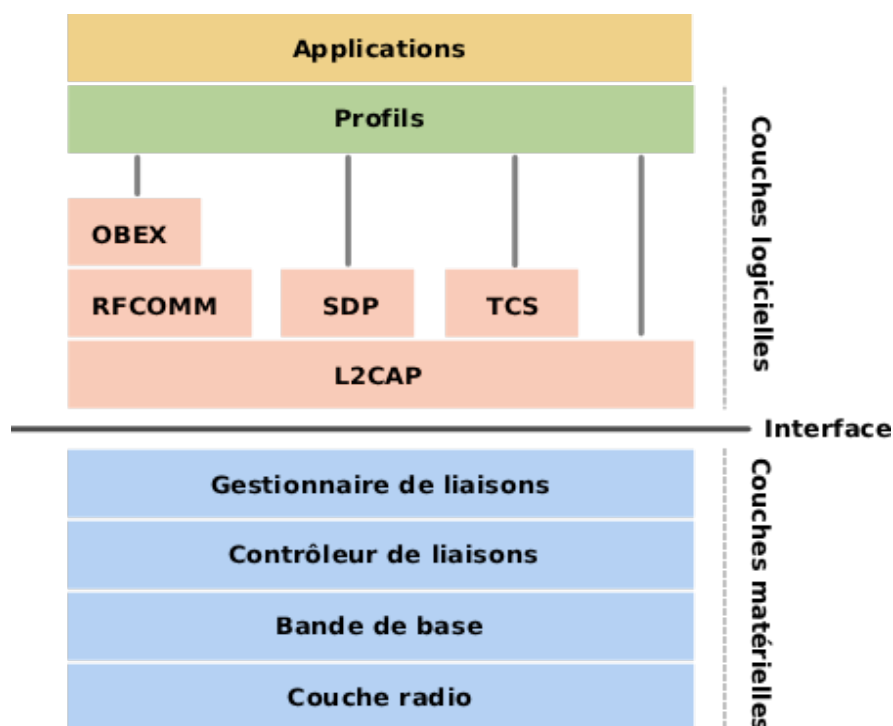 Applications
Profils
OBEX
RFCOMM
SDP
TCS
L2CAP
Couches logicielles
Interface
Gestionnaire de liaisons
Contrôleur de liaisons
Bande de base
Couche radio
Couches matérielles